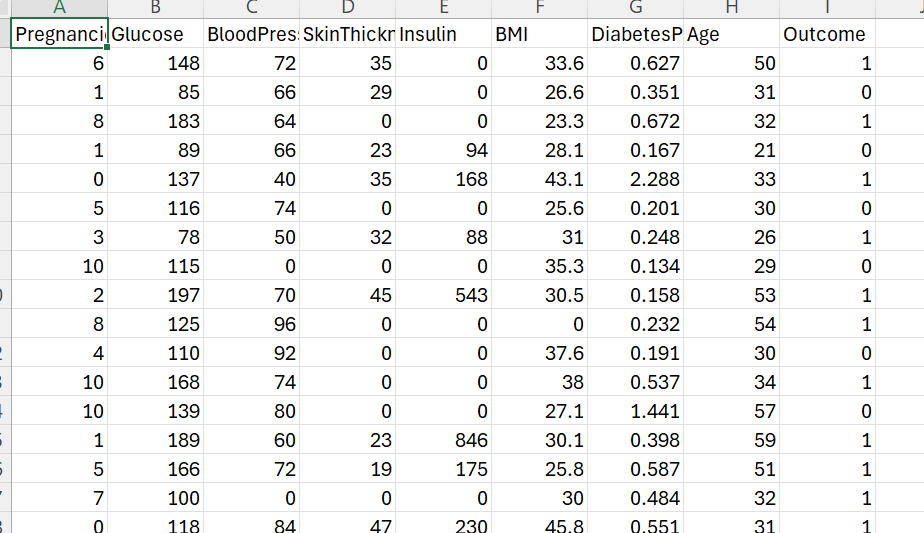 A B C D E F G H I
Pregnanci Glucose BloodPres SkinThickn Insulin BMI DiabetesP Age Outcome
6 148 72 35 0 33.6 0.627 50 1
1 85 66 29 0 26.6 0.351 31 0
8 183 64 0 0 23.3 0.672 32 1
1 89 66 23 94 28.1 0.167 21 0
0 137 40 35 168 43.1 2.288 33 1
5 116 74 0 0 25.6 0.201 30 0
3 78 50 32 88 31 0.248 26 1
10 115 0 0 0 35.3 0.134 29 0
2 197 70 45 543 30.5 0.158 53 1
8 125 96 0 0 0 0.232 54 1
4 110 92 0 0 37.6 0.191 30 0
10 168 74 0 0 38 0.537 34 1
10 139 80 0 0 27.1 1.441 57 0
1 189 60 23 846 30.1 0.398 59 1
5 166 72 19 175 25.8 0.587 51 1
7 100 0 0 0 30 0.484 32 1
0 118 84 47 230 45.8 0.551 31 1